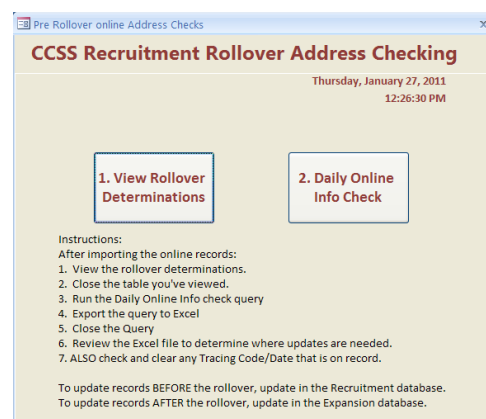 Pre Rollover online Address Checks
CCSS Recruitment Rollover Address Checking
Thursday, January 27, 2011
12:26:30 PM
1. View Rollover
Determinations
2. Daily Online
Info Check
Instructions:
After importing the online records:
1. View the rollover determinations.
2. Close the table you've viewed.
3. Run the Daily Online Info check query
4. Export the query to Excel
5. Close the Query
6. Review the Excel file to determine where updates are needed.
7. ALSO check and clear any Tracing Code/Date that is on record.
To update records BEFORE the rollover, update in the Recruitment database.
To update records AFTER the rollover, update in the Expansion database.